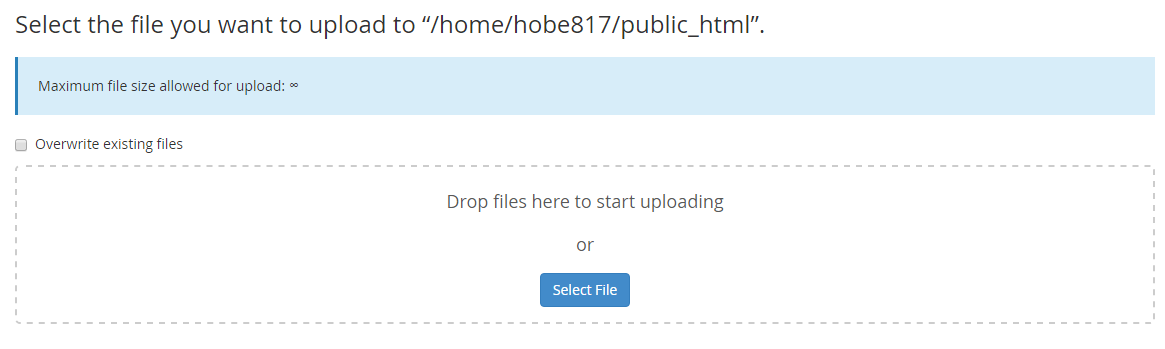 Select the file you want to upload to “/home/hobe817/public_html”.
Maximum file size allowed for upload: ∞
Overwrite existing files
Drop files here to start uploading
or
Select File